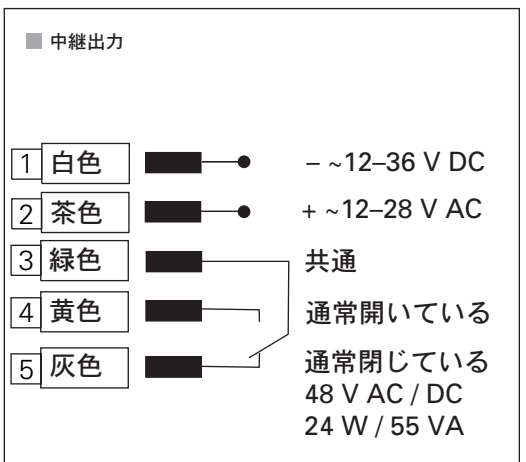 中継出力
1 白色 − ~12–36 V DC
2 茶色 + ~12–28 V AC
3 緑色 共通
4 黄色 通常開いている
5 灰色 通常閉じている
48 V AC / DC
24 W / 55 VA